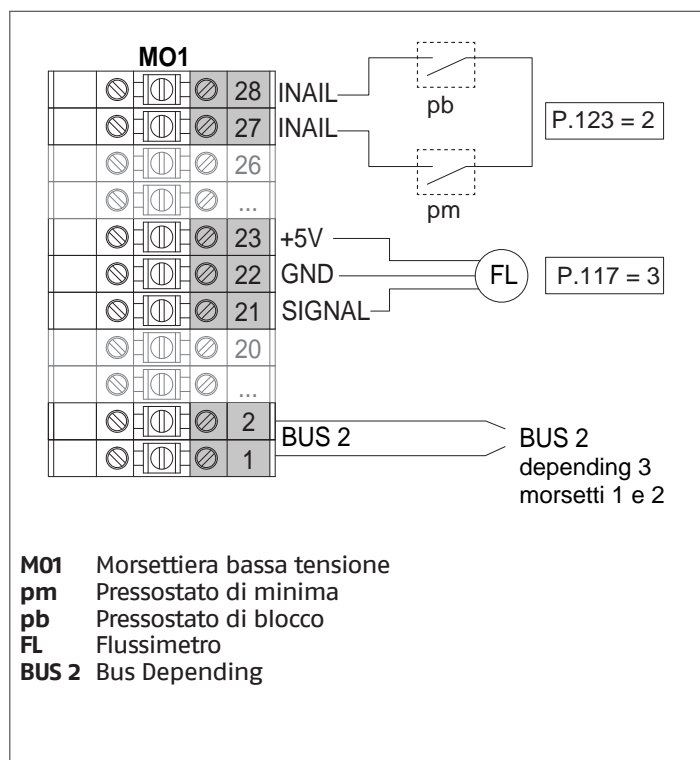 MO1
28 INAIL
pb
27 INAIL
P.123 = 2
26
pm
...
23 +5V
22 GND
FL
P.117 = 3
21 SIGNAL
20
...
2
BUS 2
1
BUS 2
depending 3
morsetti 1 e 2
MO1 Morsettiera bassa tensione
pm Pressostato di minima
pb Pressostato di blocco
FL Flussimetro
BUS 2 Bus Depending